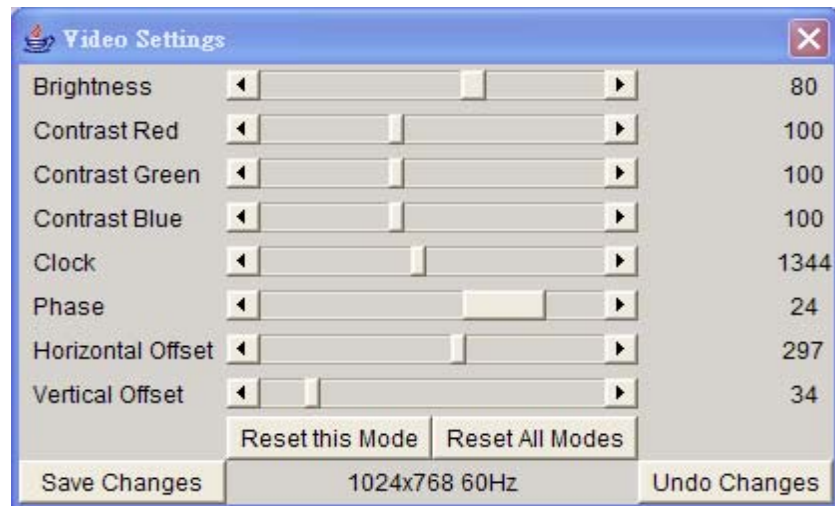 Video Settings
Brightness 80
Contrast Red 100
Contrast Green 100
Contrast Blue 100
Clock 1344
Phase 24
Horizontal Offset 297
Vertical Offset 34
Reset this Mode Reset All Modes
Save Changes 1024x768 60Hz Undo Changes